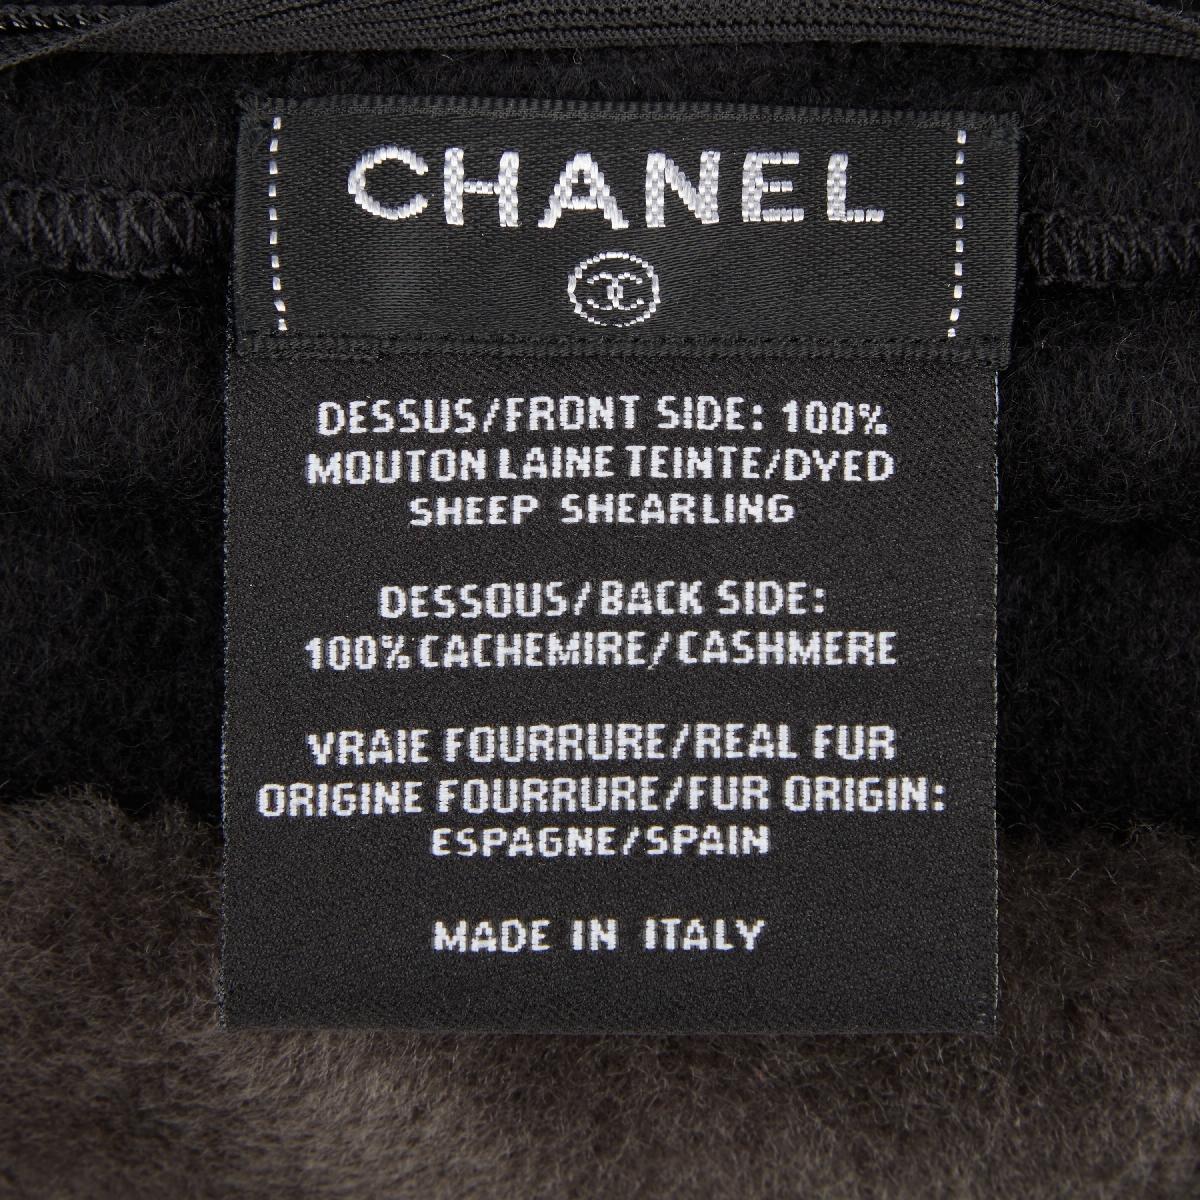 CHANEL
DESSUS/FRONT SIDE: 100%
MOUTON LAINE TEINTE/DYED
SHEEP SHEARLING
DESSOUS/BACK SIDE:
100% CACHEMIRE/CASHMERE
VRAIE FOURRURE/REAL FUR
ORIGINE FOURRURE/FUR ORIGIN:
ESPAGNE/SPAIN
MADE IN ITALY